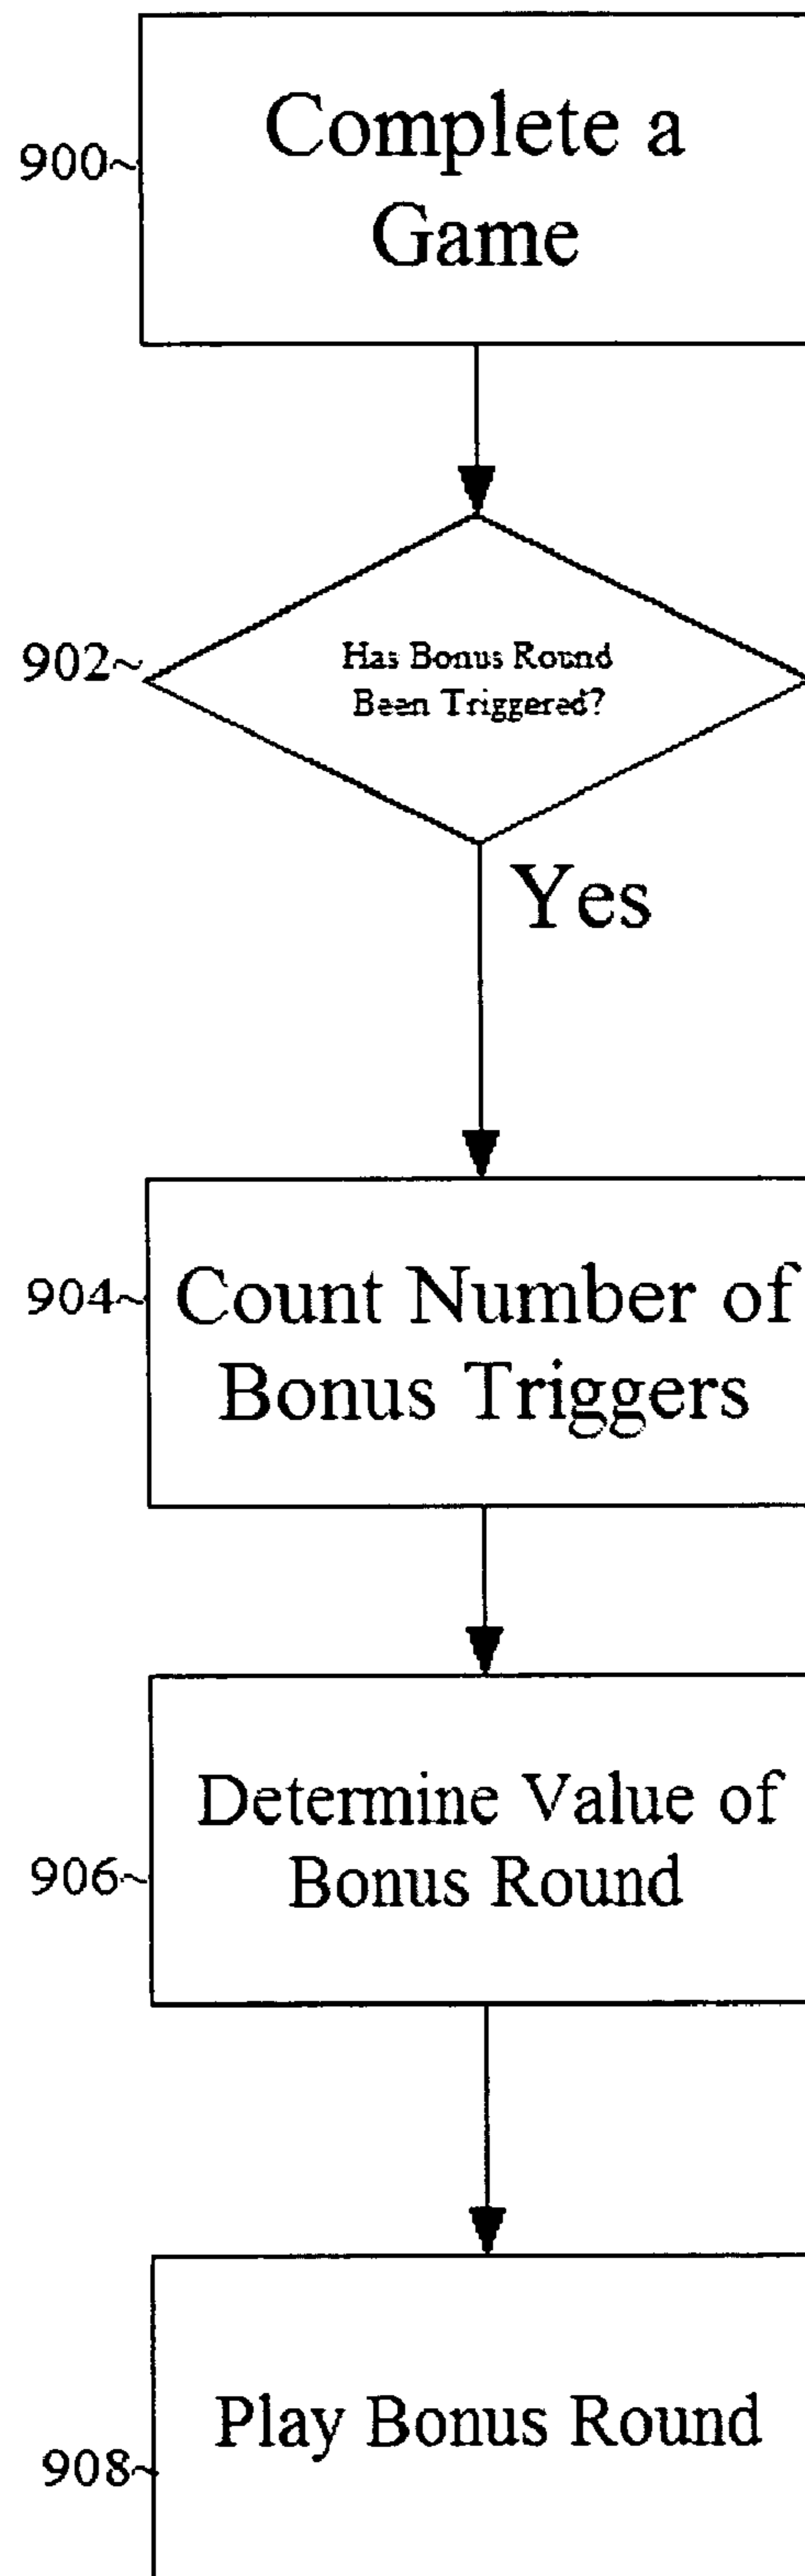 900~
Complete a
Game
902~
Has Bonus Round
Been Triggered?
Yes
904~
Count Number of
Bonus Triggers
Determine Value of
906~
Bonus Round
Play Bonus Round
908~